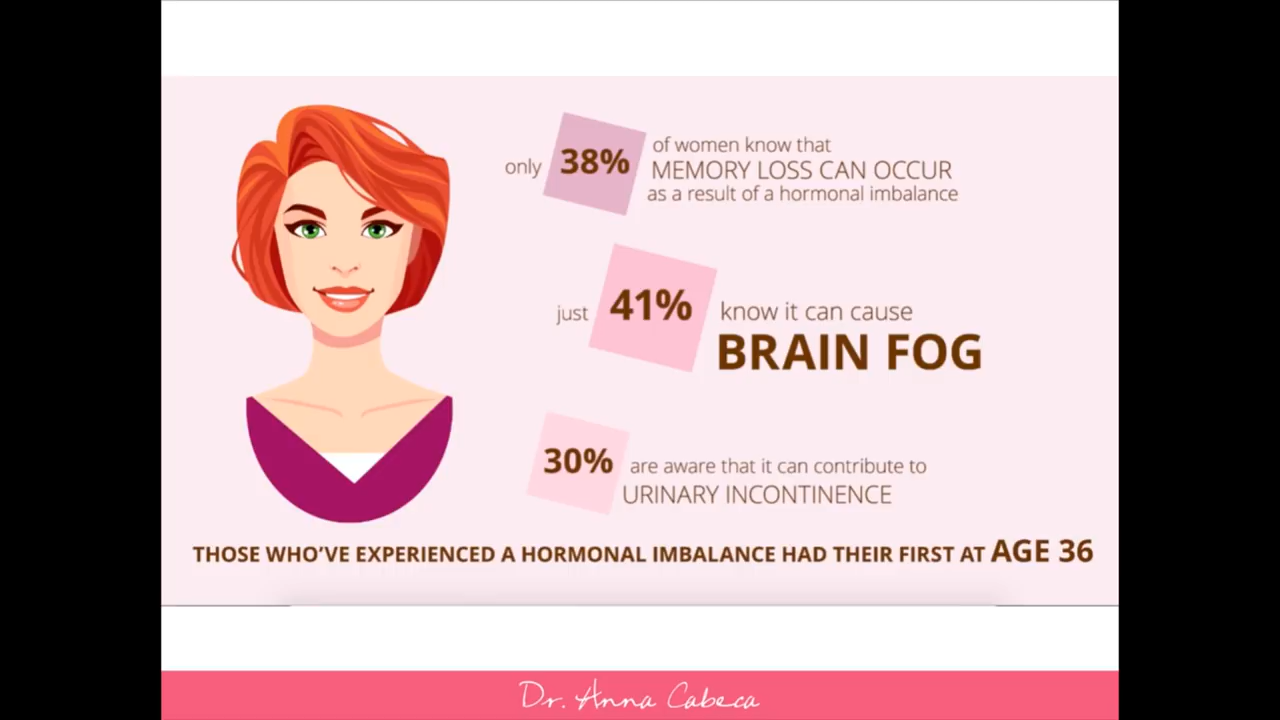 of women know that
only 38% MEMORY LOSS CAN OCCUR
as a result of a hormonal imbalance
just 41% know it can cause
BRAIN FOG
30% are aware that it can contribute to
URINARY INCONTINENCE
THOSE WHO'VE EXPERIENCED A HORMONAL IMBALANCE HAD THEIR FIRST AT AGE 36
Dr. Anna Cabeca